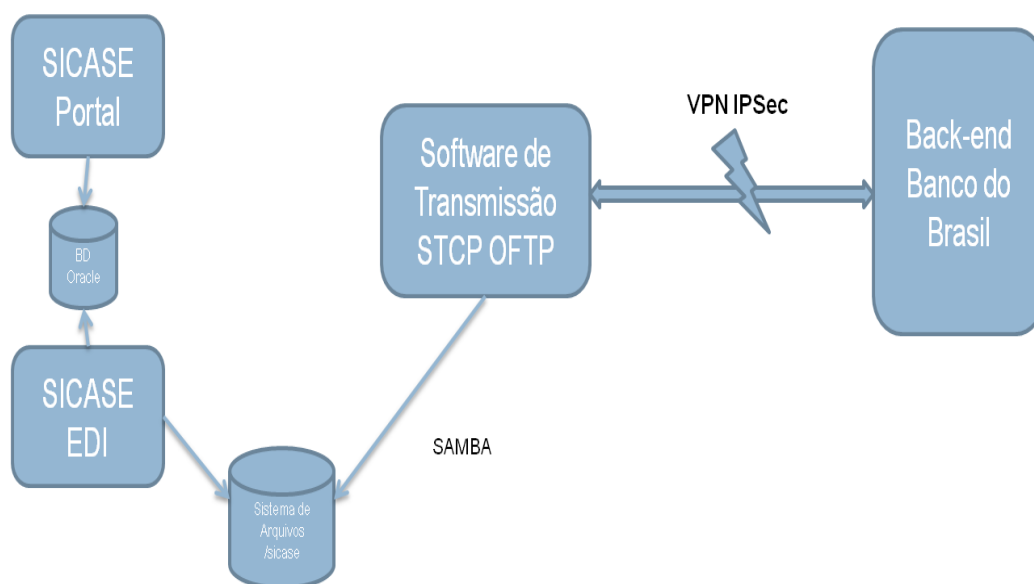 SICASE
Portal
BD
Oracle
SICASE
EDI
Sistema de
Arquivos
/sicase
SAMBA
Software de
Transmissão
STCP OFTP
VPN IPSec
Back-end
Banco do
Brasil